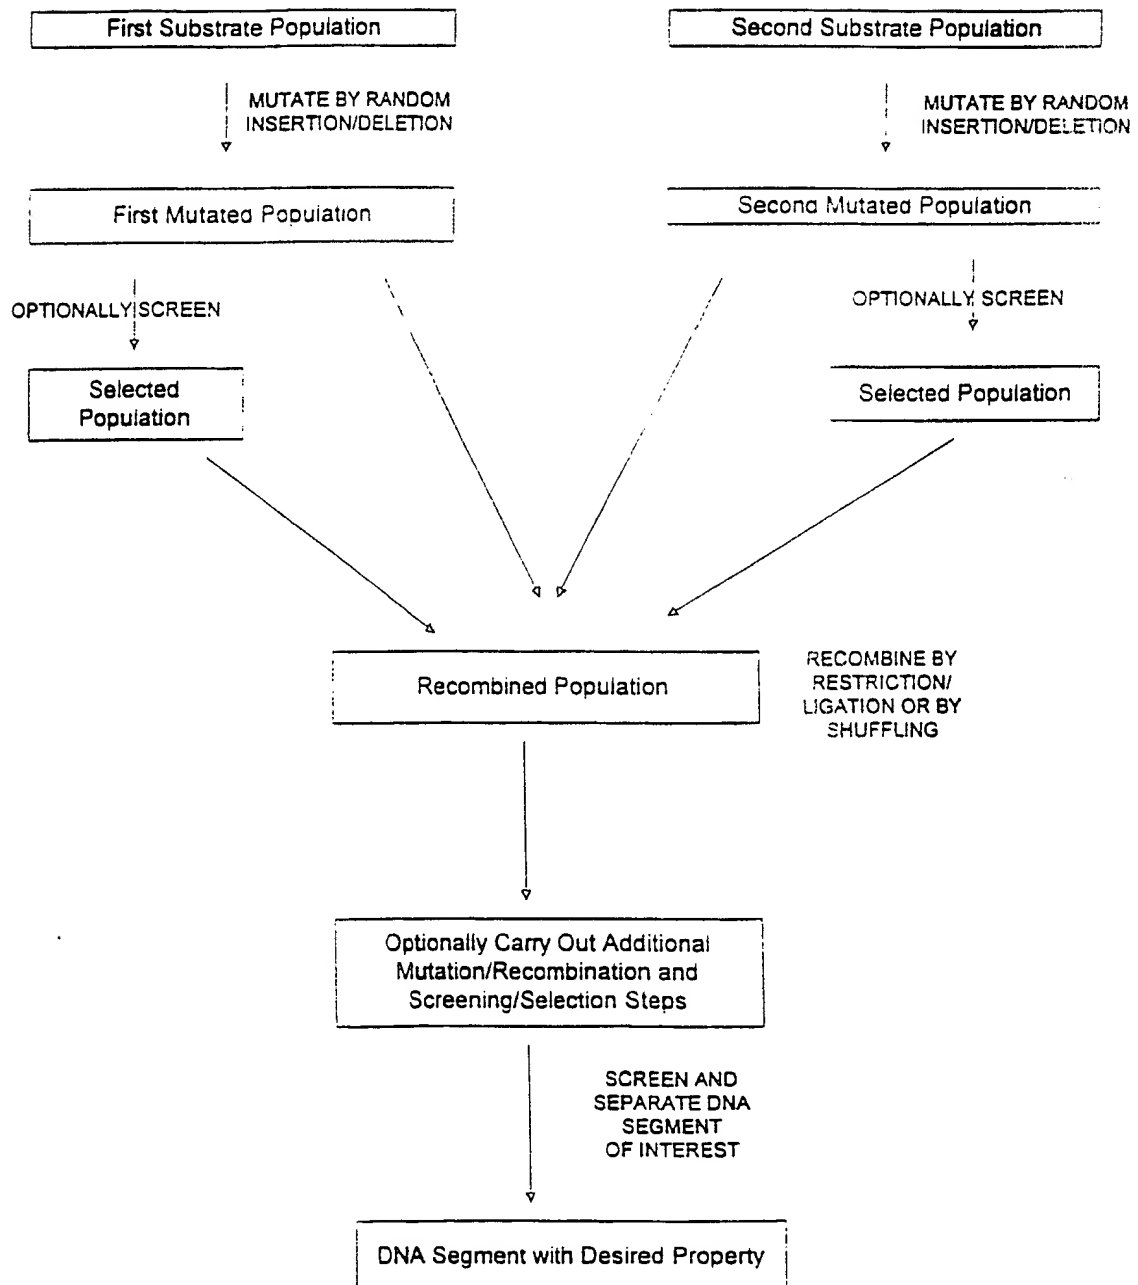 First Substrate Population
Second Substrate Population
MUTATE BY RANDOM
INSERTION/DELETION
MUTATE BY RANDOM
INSERTION/DELETION
First Mutated Population
Second Mutated Population
OPTIONALLY SCREEN
OPTIONALLY SCREEN
Selected
Population
Selected Population
Recombined Population
RECOMBINE BY
RESTRICTION/
LIGATION OR BY
SHUFFLING
Optionally Carry Out Additional
Mutation/Recombination and
Screening/Selection Steps
SCREEN AND
SEPARATE DNA
SEGMENT
OF INTEREST
DNA Segment with Desired Property